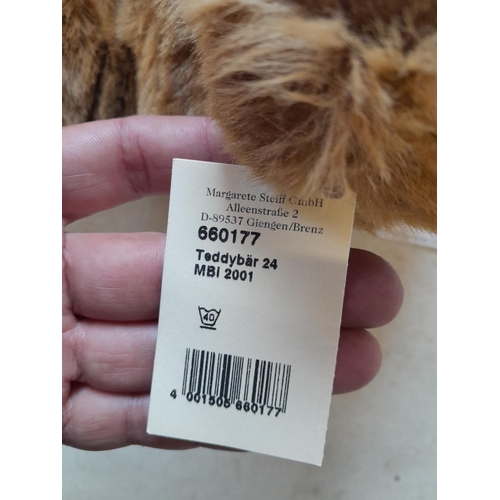 Margarete Steiff GmbH
Alleenstraße 2
D-89537 Giengen/Brenz
660177
Teddybär 24
MBI 2001
40
4 001505 660177